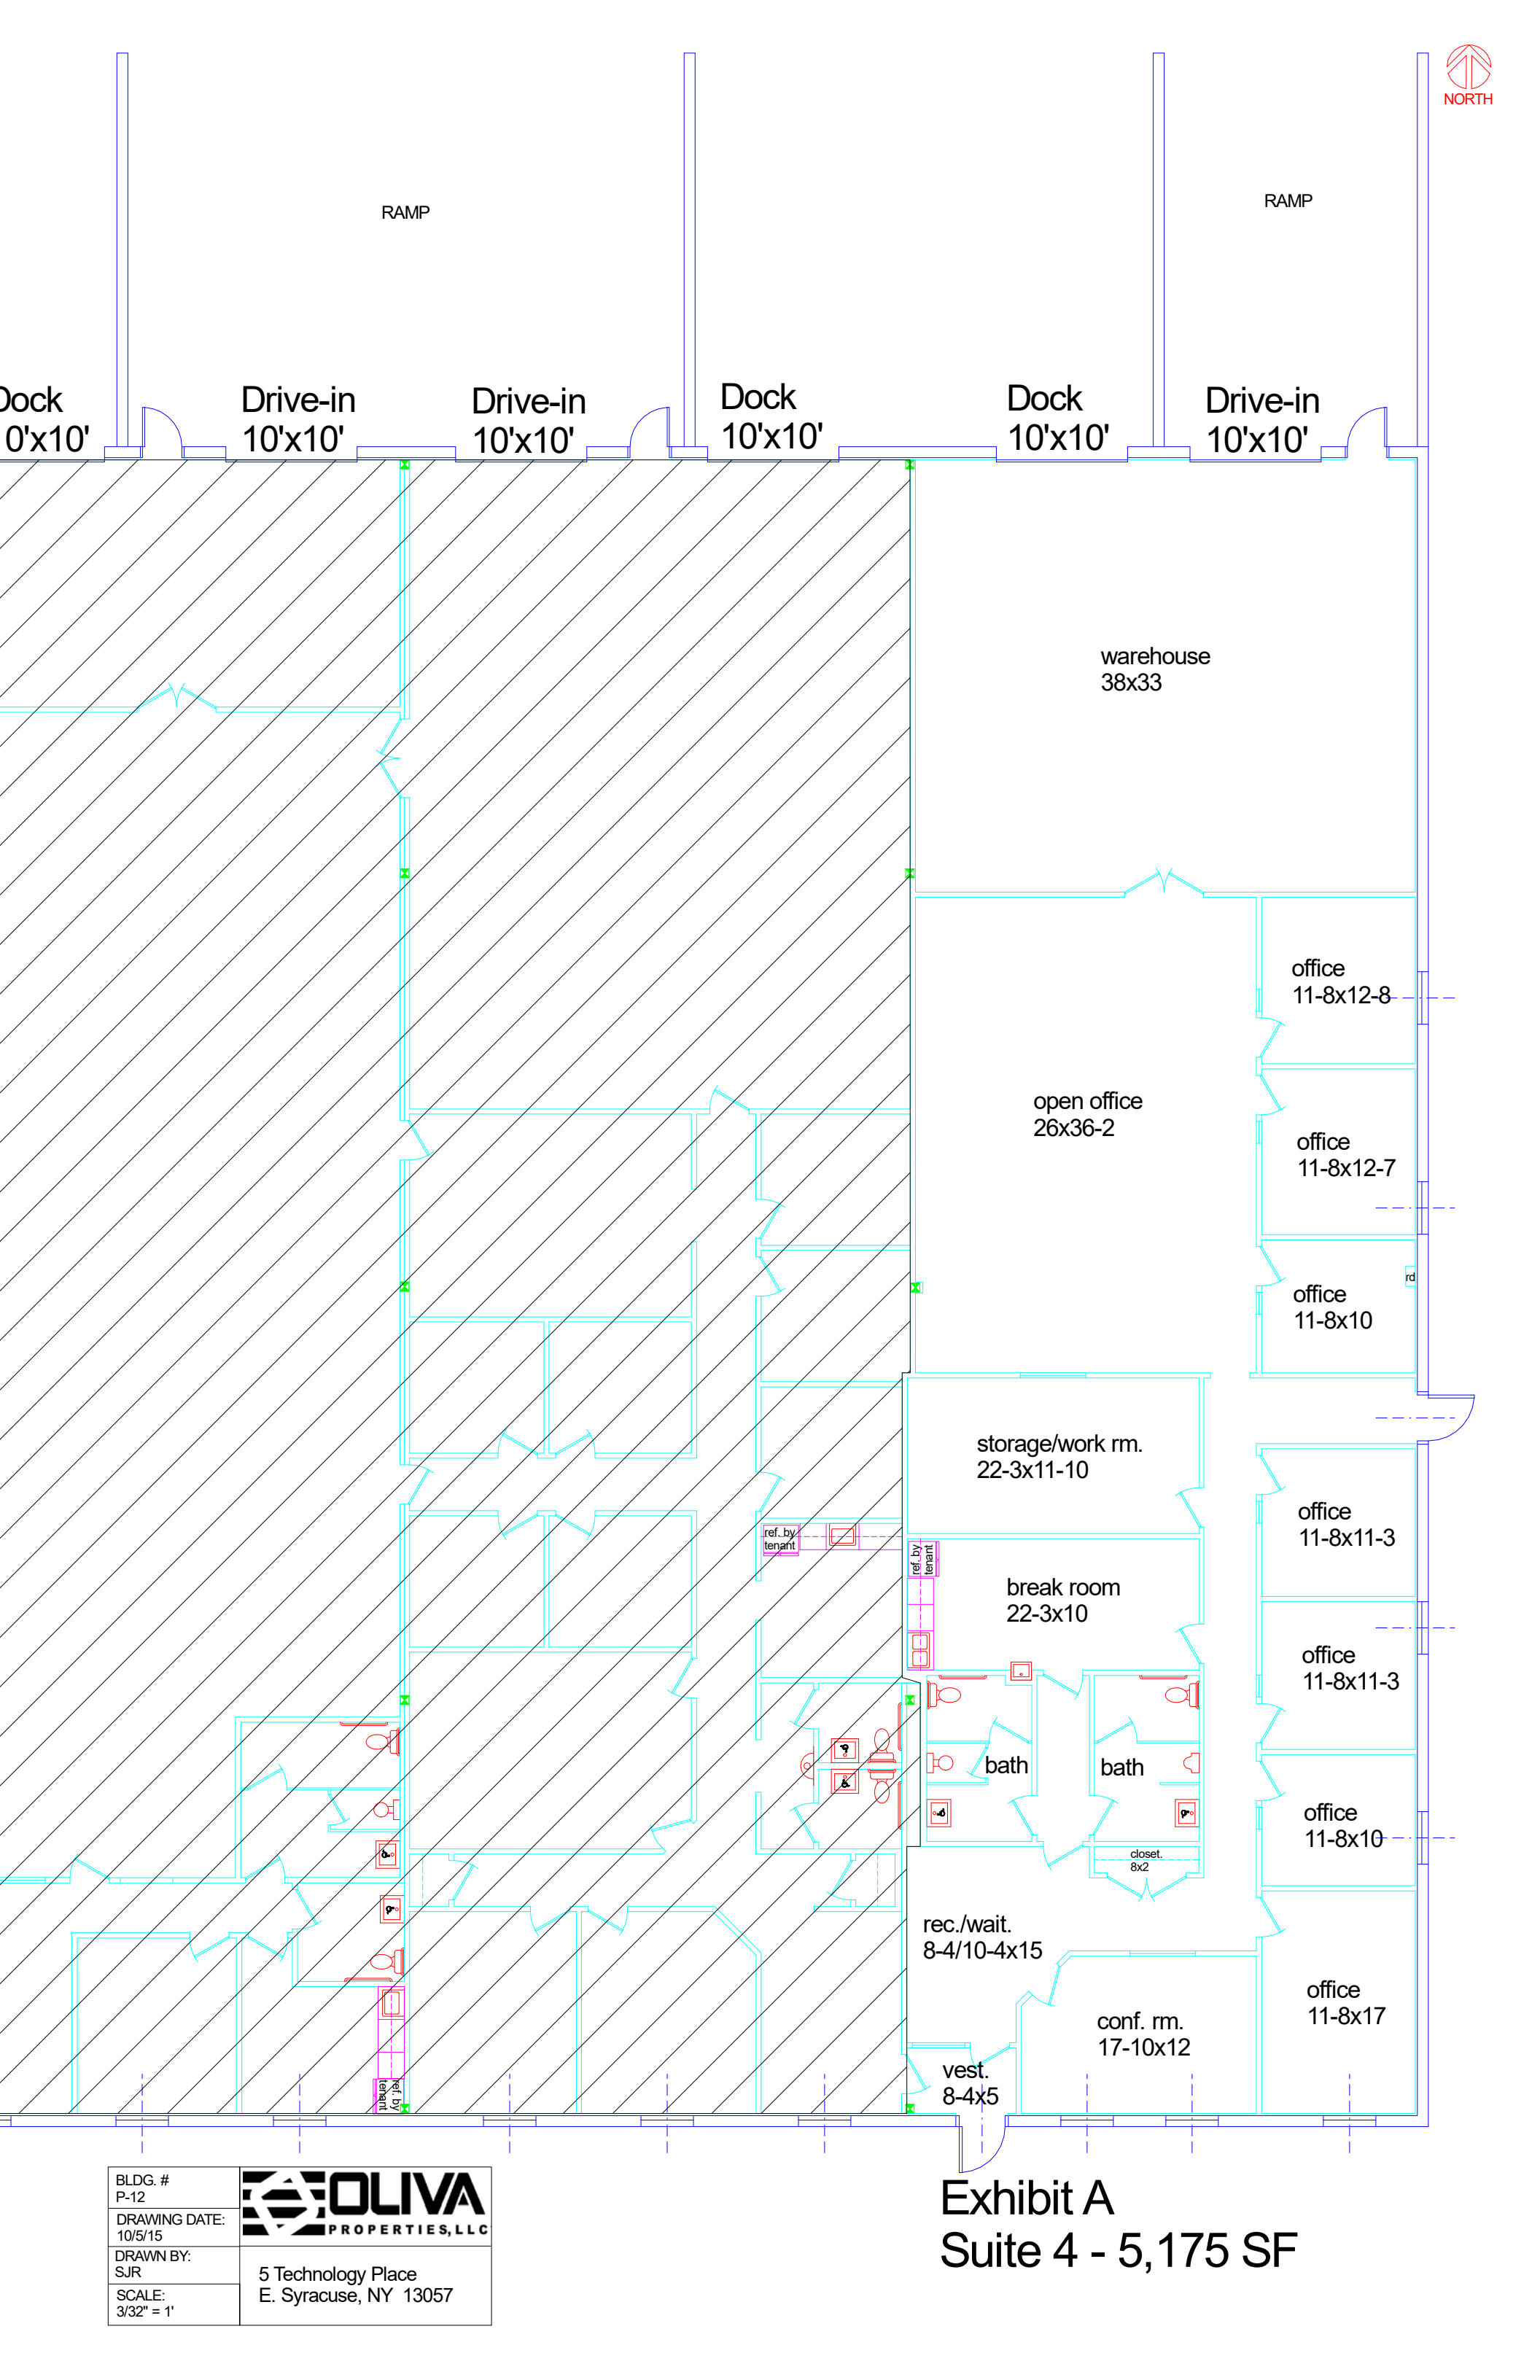 NORTH
RAMP
RAMP
Dock
0'x10'
Drive-in
10'x10'
Drive-in
10'x10'
Dock
10'x10'
Dock
10'x10'
Drive-in
10'x10'
warehouse
38x33
office
11-8x12-8
open office
26x36-2
office
11-8x12-7
rd
office
11-8x10
storage/work rm.
22-3x11-10
office
11-8x11-3
ref. by
tenant
ref. by
tenant
break room
22-3x10
office
11-8x11-3
bath
bath
office
11-8x10
closet.
8x2
rec./wait.
8-4/10-4x15
office
11-8x17
conf. rm.
17-10x12
vest.
8-4x5
ref. by
tenant
BLDG. #
P-12
DRAWING DATE:
10/5/15
DRAWN BY:
SJR
SCALE:
3/32" = 1'
OLIVA
PROPERTIES, LLC
5 Technology Place
E. Syracuse, NY 13057
Exhibit A
Suite 4 - 5,175 SF